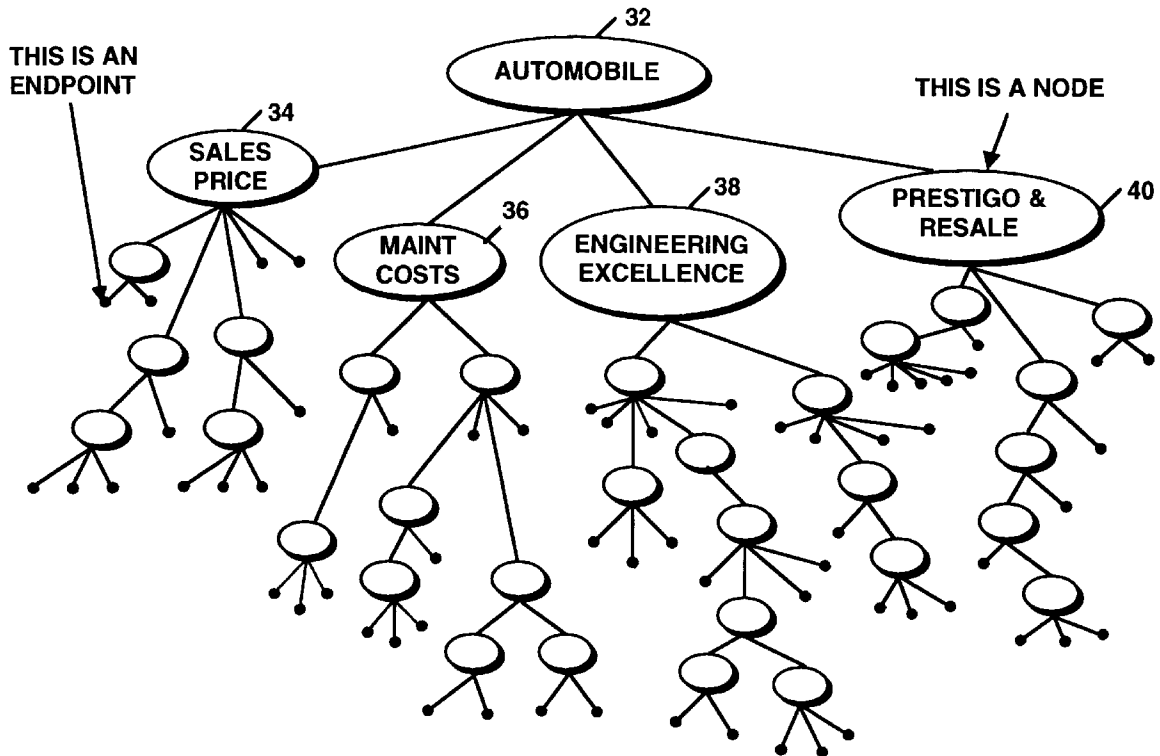 32
AUTOMOBILE
THIS IS AN
ENDPOINT
THIS IS A NODE
34
SALES
PRICE
38
40
PRESTIGO &
RESALE
36
MAINT
COSTS
ENGINEERING
EXCELLENCE